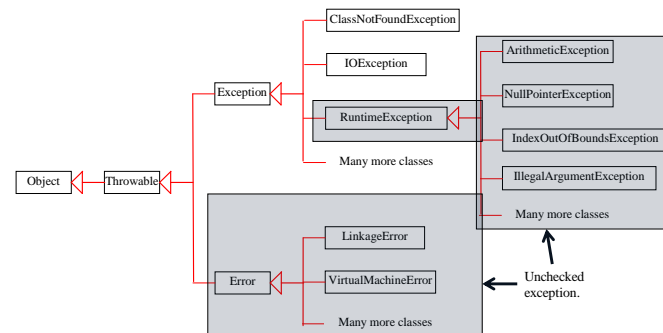 ClassNotFoundException
ArithmeticException
IOException
Exception
NullPointerException
RuntimeException
IndexOutOfBoundsException
Many more classes
Object
Throwable
IllegalArgumentException
Many more classes
LinkageError
Error
VirtualMachineError
Unchecked
exception.
Many more classes